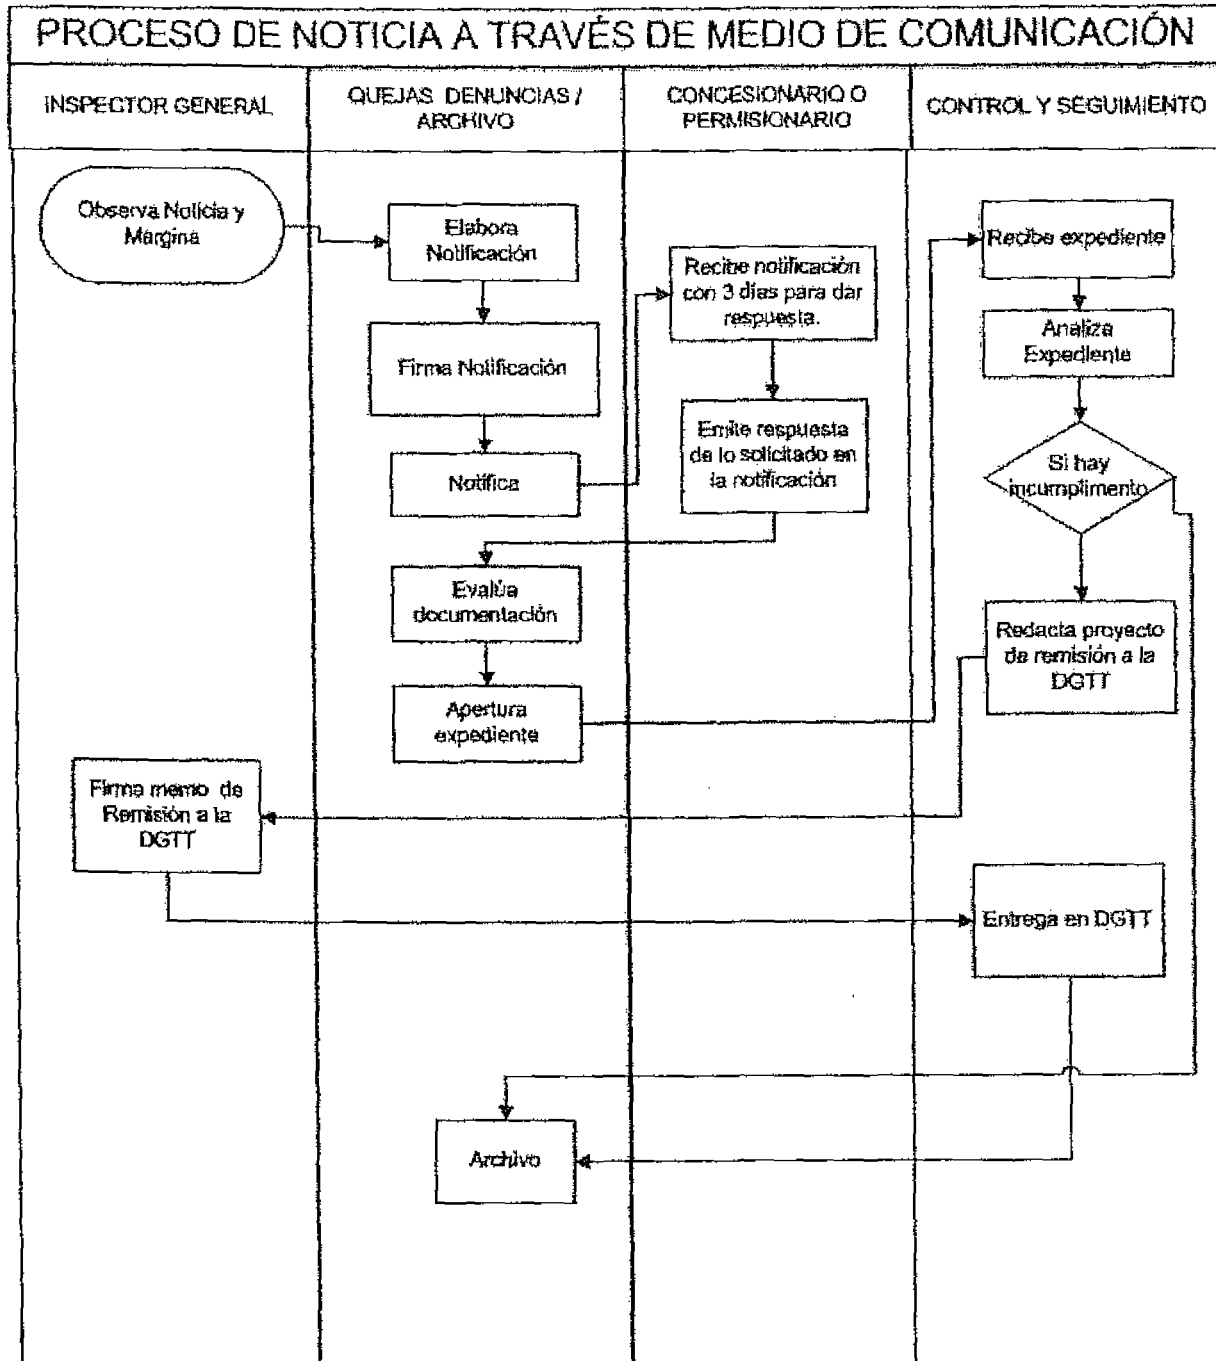 PROCESO DE NOTICIA A TRAVÉS DE MEDIO DE COMUNICACIÓN
INSPECTOR GENERAL
QUEJAS DENUNCIAS /
ARCHIVO
CONCESIONARIO O
PERMISIONARIO
CONTROL Y SEGUIMIENTO
Observa Noticia y
Margina
Elabora
Notificación
Firma Notificación
Notifica
Recibe notificación
con 3 días para dar
respuesta.
Emite respuesta
de lo solicitado en
la notificación
Evalúa
documentación
Apertura
expediente
Recibe expediente
Analiza
Expediente
Si hay
incumplimento
Redacta proyecto
de remisión a la
DGTT
Firma memo de
Remisión a la
DGTT
Entrega en DGTT
Archivo